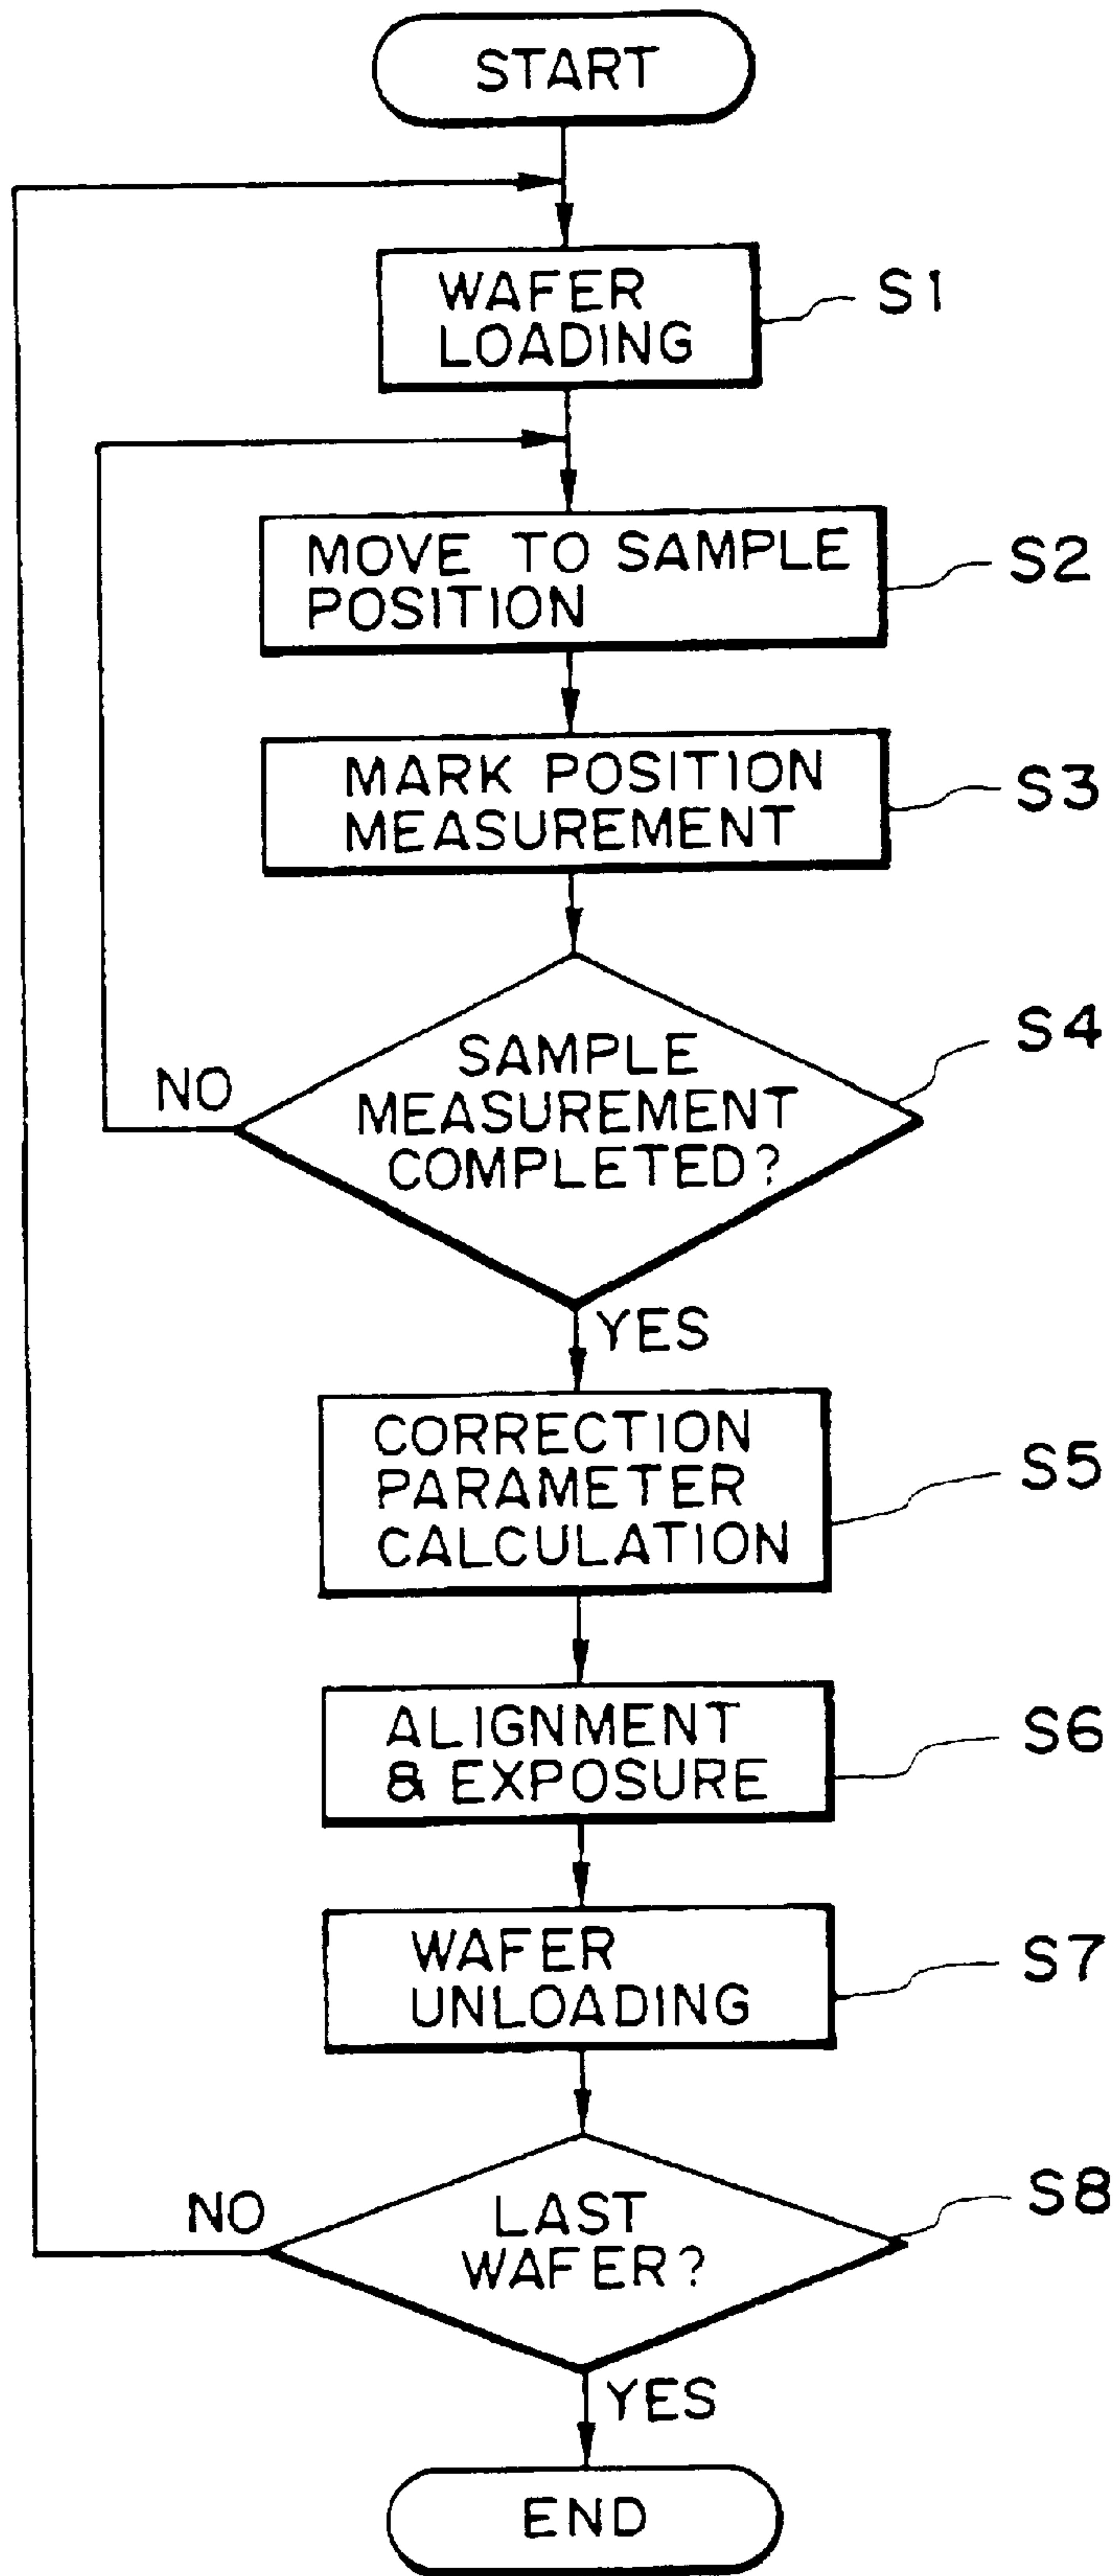 START
WAFER
LOADING
S1
MOVE TO SAMPLE
POSITION
S2
MARK POSITION
MEASUREMENT
S3
SAMPLE
MEASUREMENT
COMPLETED?
S4
NO
YES
CORRECTION
PARAMETER
CALCULATION
S5
ALIGNMENT
& EXPOSURE
S6
WAFER
UNLOADING
S7
LAST
WAFER?
S8
NO
YES
END